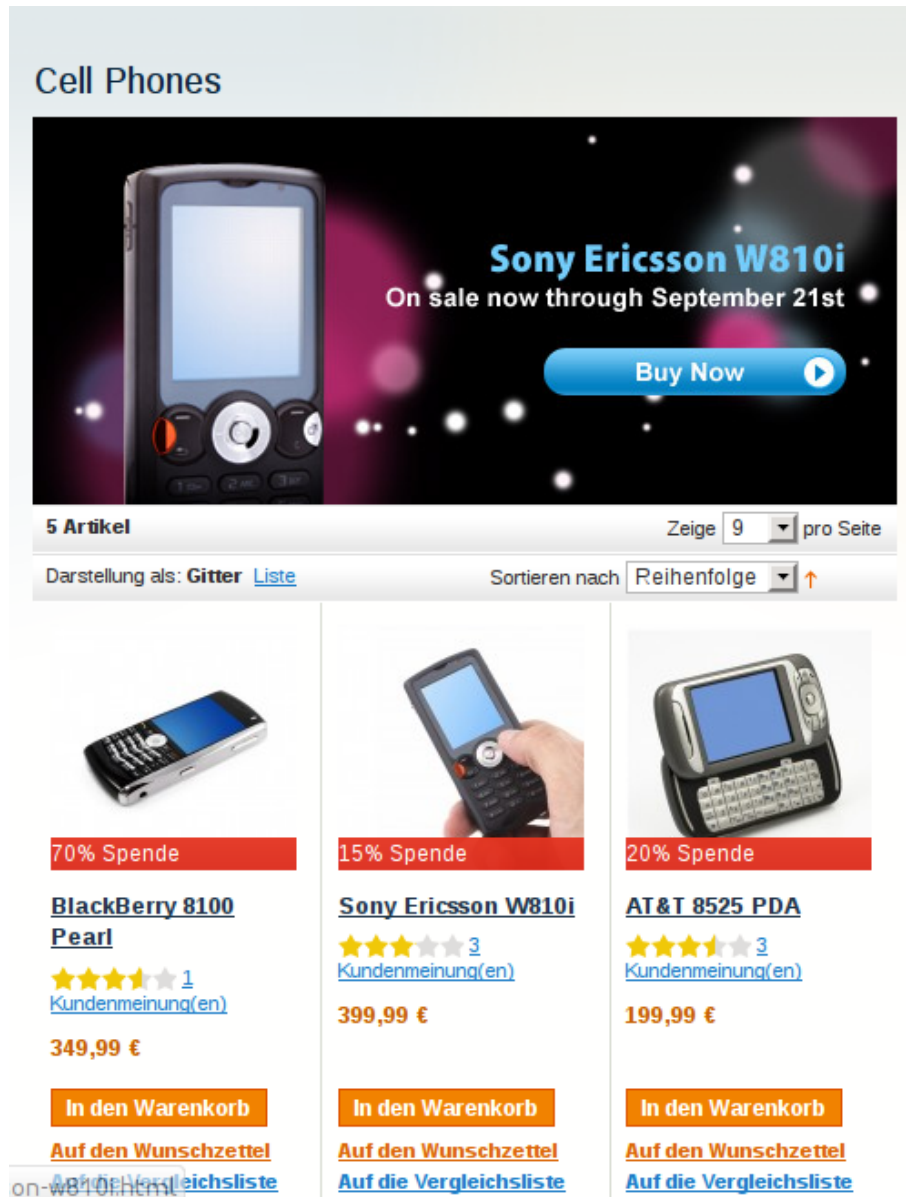 Cell Phones
Sony Ericsson W810i
On sale now through September 21st
Buy Now
5 Artikel
Zeige 9 pro Seite
Darstellung als: Gitter Liste
Sortieren nach Reihenfolge
70% Spende
15% Spende
20% Spende
BlackBerry 8100
Pearl
1
Kundenmeinung(en)
349,99 €
In den Warenkorb
Auf den Wunschzettel
Sony Ericsson W810i
3
Kundenmeinung(en)
399,99 €
In den Warenkorb
Auf den Wunschzettel
Auf die Vergleichsliste
AT&T 8525 PDA
3
Kundenmeinung(en)
199,99 €
In den Warenkorb
Auf den Wunschzettel
Auf die Vergleichsliste
on-w810i.html